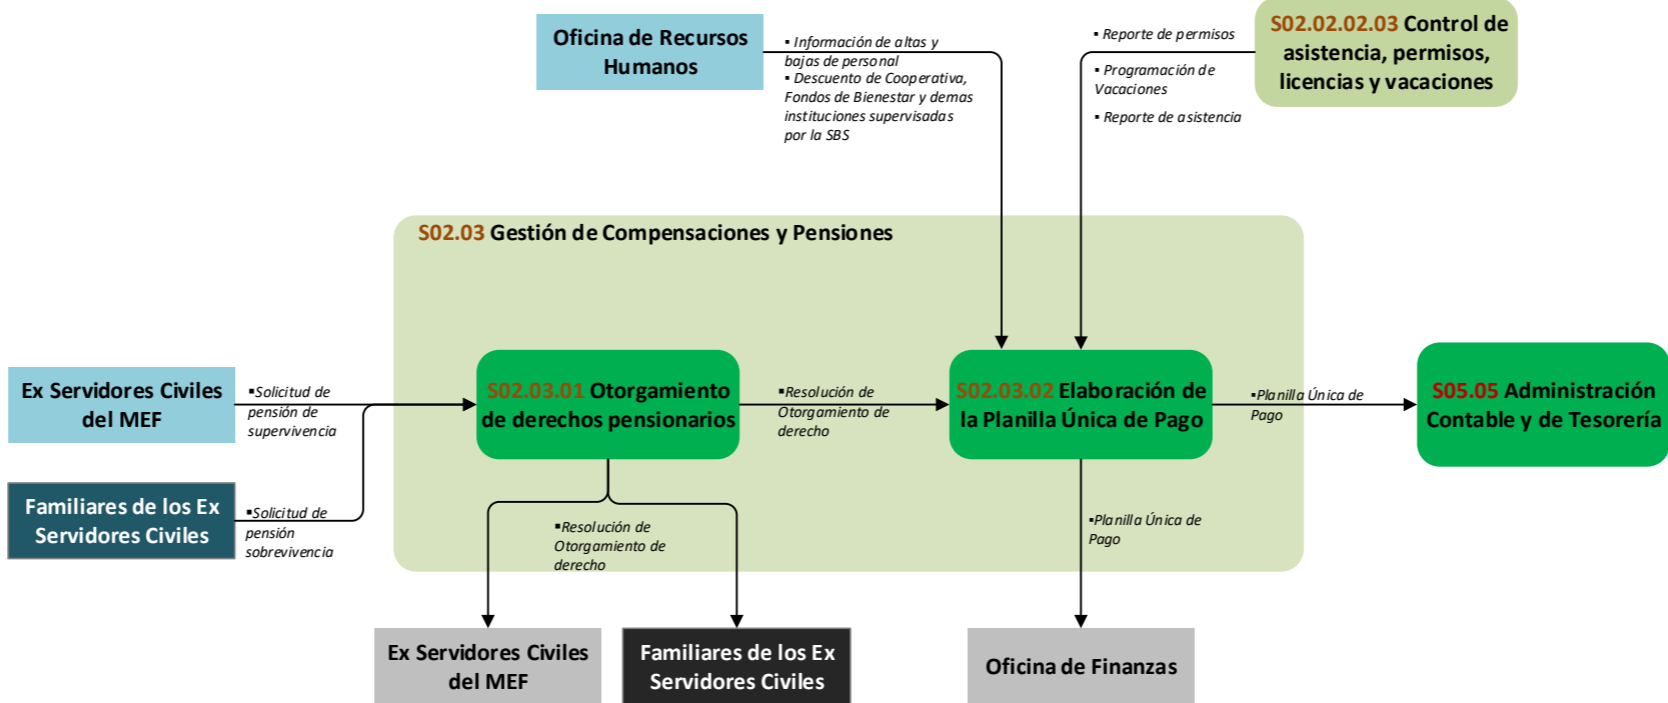 Oficina de Recursos
Humanos
▪ Información de altas y
bajas de personal
▪ Descuento de Cooperativa,
Fondos de Bienestar y demas
instituciones supervisadas
por la SBS
▪ Reporte de permisos
▪ Programación de
Vacaciones
▪ Reporte de asistencia
S02.02.02.03 Control de
asistencia, permisos,
licencias y vacaciones
S02.03 Gestión de Compensaciones y Pensiones
Ex Servidores Civiles
del MEF
▪Solicitud de
pensión de
supervivencia
Familiares de los Ex
Servidores Civiles
▪Solicitud de
pensión
sobrevivencia
S02.03.01 Otorgamiento
de derechos pensionarios
▪Resolución de
Otorgamiento de
derecho
S02.03.02 Elaboración de
la Planilla Única de Pago
▪Planilla Única de
Pago
S05.05 Administración
Contable y de Tesorería
▪Resolución de
Otorgamiento de
derecho
▪Planilla Única de
Pago
Ex Servidores Civiles
del MEF
Familiares de los Ex
Servidores Civiles
Oficina de Finanzas